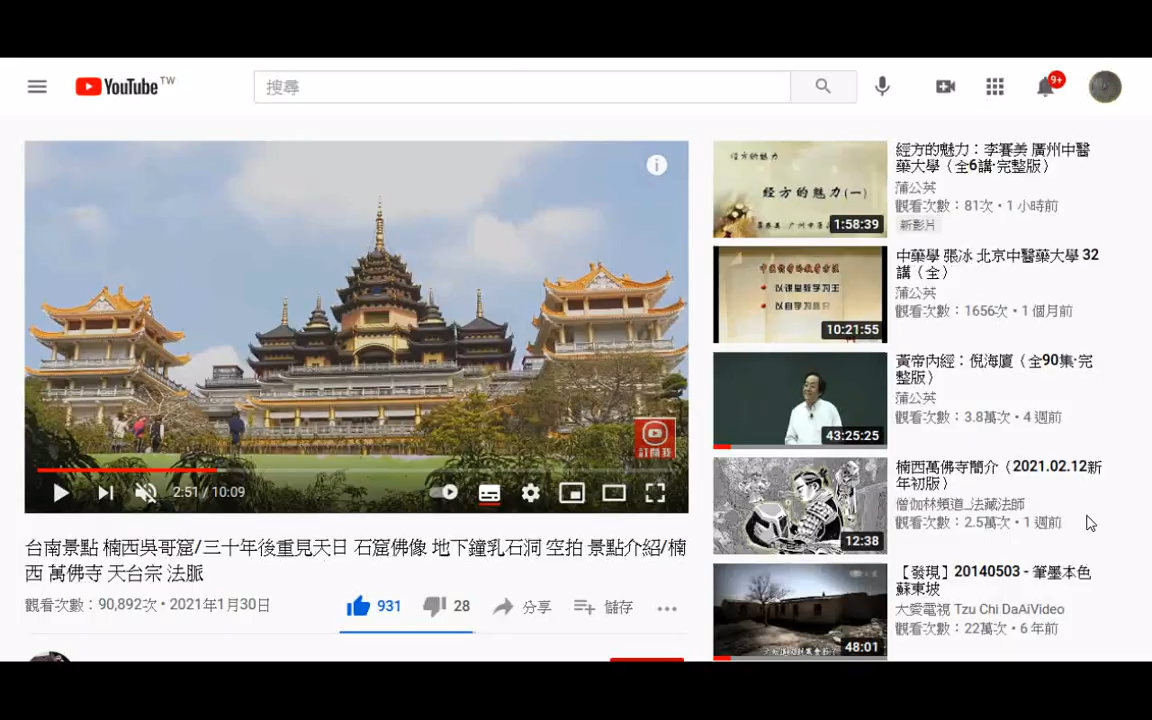 YouTube TW
搜尋
9+
訂閱我
2:51 / 10:09
台南景點 楠西吳哥窟/三十年後重見天日 石窟佛像 地下鐘乳石洞 空拍 景點介紹/楠
西 萬佛寺 天台宗 法脈
觀看次數：90,892次 • 2021年1月30日
931
28
分享
儲存
经方的魅力
经方的魅力(一)
1:58:39
經方的魅力：李賽美 廣州中醫
藥大學（全6講·完整版）
蒲公英
觀看次數：81次 • 1 小時前
新影片
以课堂教学习主
10:21:55
中藥學 張冰 北京中醫藥大學 32
講（全）
蒲公英
觀看次數：1656次 • 1 個月前
43:25:25
黃帝內經：倪海廈（全90集·完
整版）
蒲公英
觀看次數：3.8萬次 • 4 週前
12:38
楠西萬佛寺簡介（2021.02.12新
年初版）
僧伽林頻道_法藏法師
觀看次數：2.5萬次 • 1 週前
48:01
【發現】20140503 - 筆墨本色
蘇東坡
大愛電視 Tzu Chi DaAiVideo
觀看次數：22萬次 • 6 年前